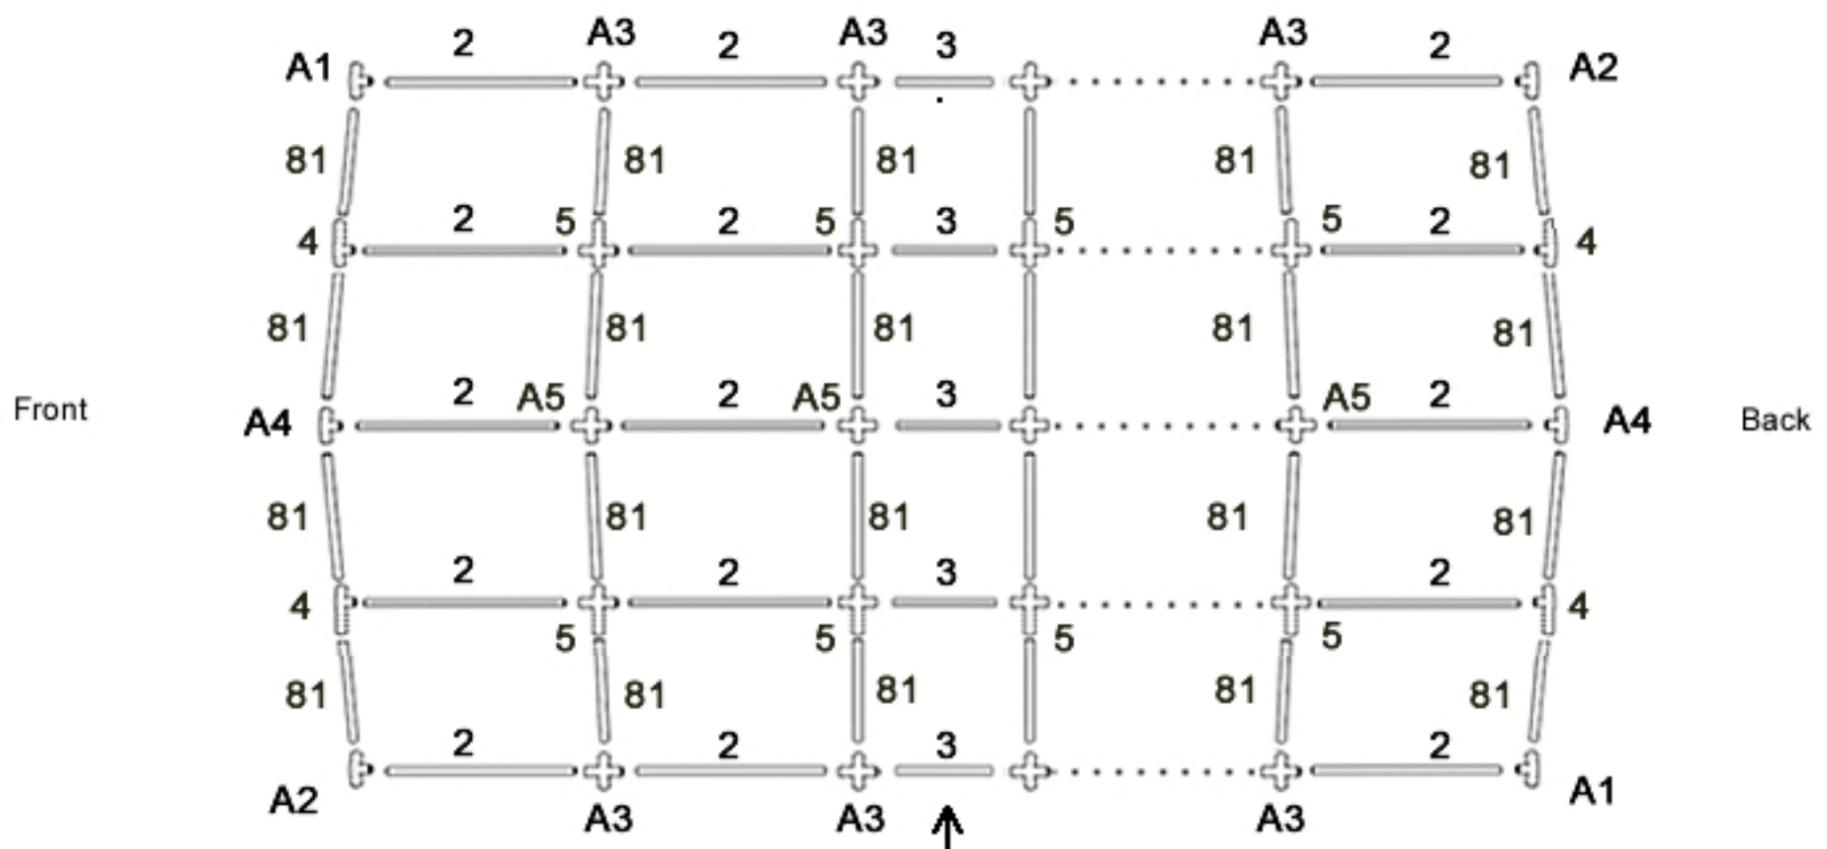 A1 2 A3 2 A3 3 A3 2 A2
81 81 81 81 81
4 2 5 2 5 3 5 5 2 4
81 81 81 81 81
Front A4 2 A5 2 A5 3 A5 2 A4 Back
81 81 81 81 81
4 2 5 2 5 3 5 5 2 4
81 81 81 81 81
A2 2 A3 2 A3 3 A3 2 A1